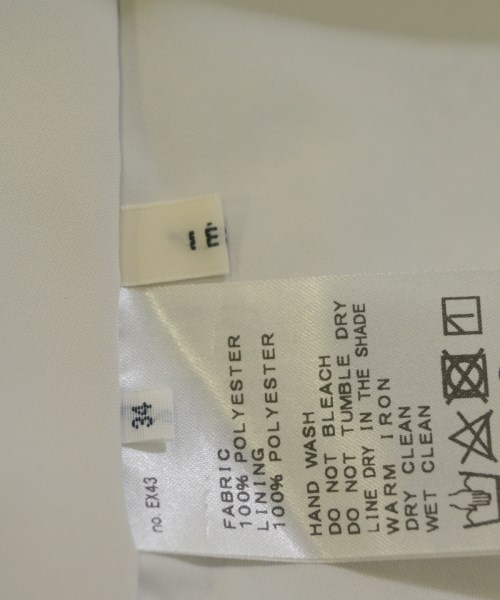 34
no. EX43
FABRIC
100% POLYESTER
LINING
100% POLYESTER
HAND WASH
DO NOT BLEACH
DO NOT TUMBLE DRY
LINE DRY IN THE SHADE
WARM IRON
DRY CLEAN
WET CLEAN